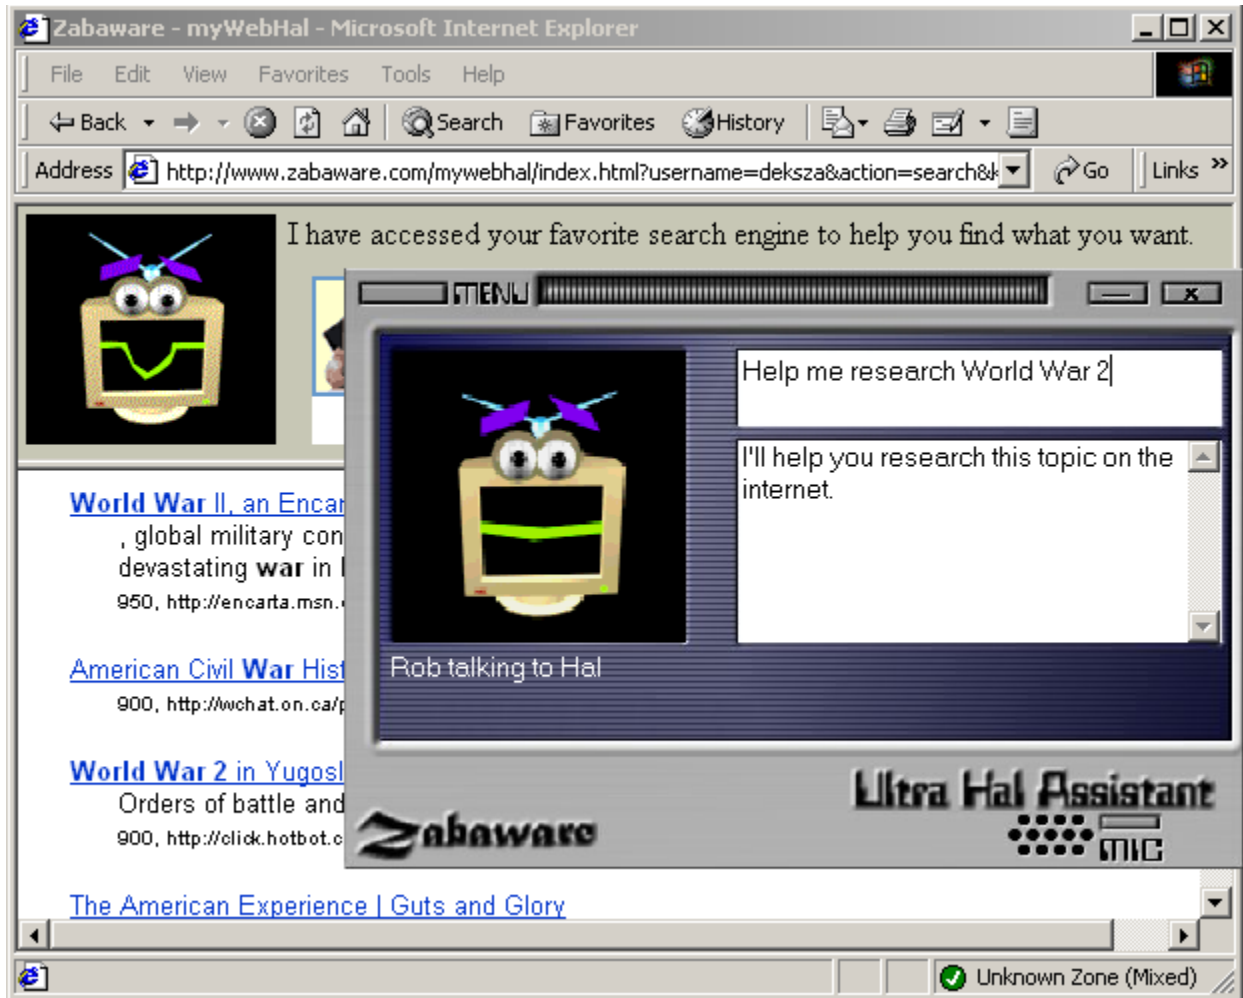 Zabaware - myWebHal - Microsoft Internet Explorer
File Edit View Favorites Tools Help
Back Search Favorites History
Address http://www.zabaware.com/mywebhal/index.html?username=deksza&action=search&k Go Links »
I have accessed your favorite search engine to help you find what you want.
MENU
Help me research World War 2
I'll help you research this topic on the
internet.
Rob talking to Hal
Zabaware
Ultra Hal Assistant
MIC
World War II, an Encar
, global military con
devastating war in
950, http://encarta.msn.
American Civil War Hist
900, http://wchat.on.ca/p
World War 2 in Yugosl
Orders of battle and
900, http://click.hotbot.c
The American Experience | Guts and Glory
Unknown Zone (Mixed)